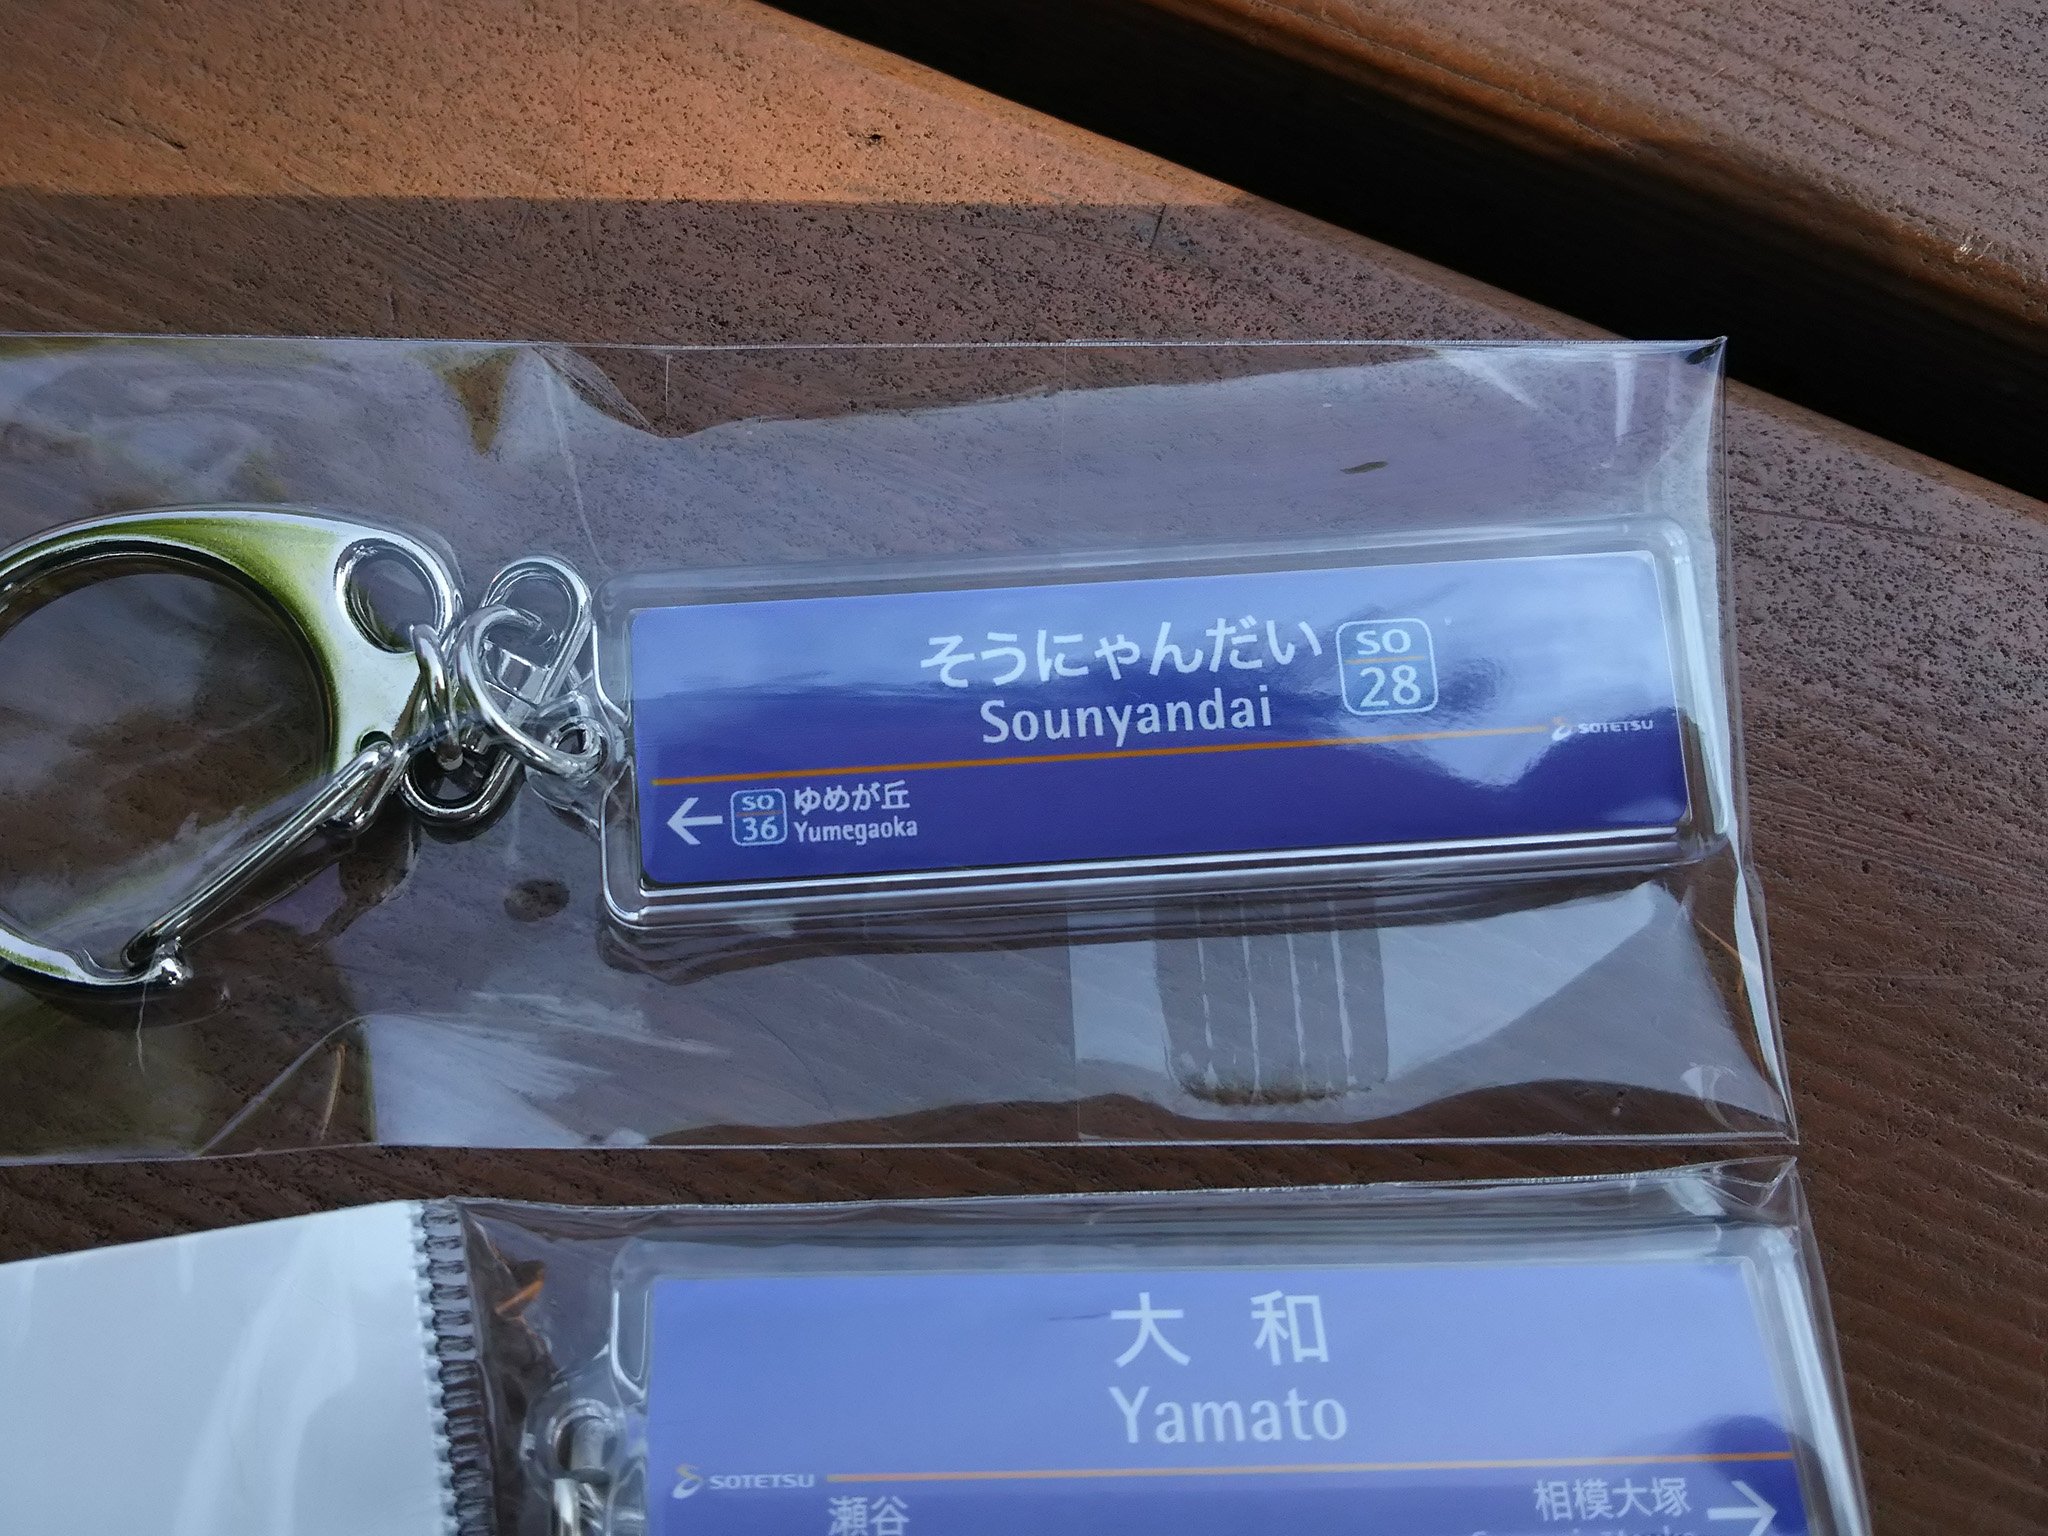 そうにゃんだい
SO
28
Sounyandai
SOTETSU
← SO
36
ゆめが丘
Yumegaoka
大和
Yamato
SOTETSU
瀬谷
相模大塚 →